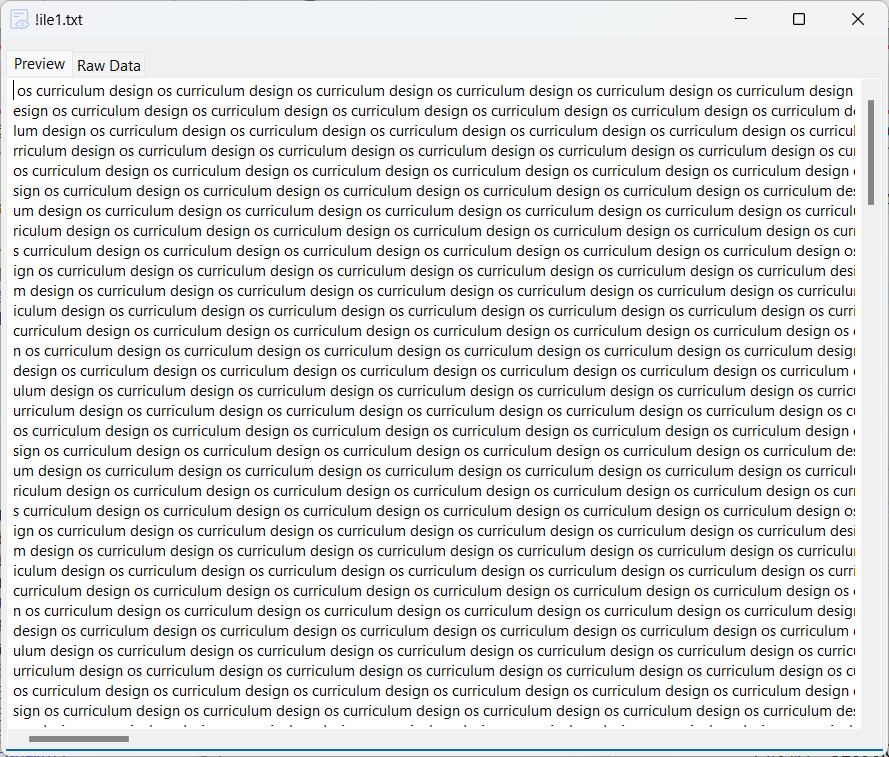 !ile1.txt
Preview
Raw Data
os curriculum design os curriculum design os curriculum design os curriculum design os curriculum design os curriculum design
esign os curriculum design os curriculum design os curriculum design os curriculum design os curriculum design os curriculum de
lum design os curriculum design os curriculum design os curriculum design os curriculum design os curriculum design os curricul
rriculum design os curriculum design os curriculum design os curriculum design os curriculum design os curriculum design os cur
os curriculum design os curriculum design os curriculum design os curriculum design os curriculum design os curriculum design
sign os curriculum design os curriculum design os curriculum design os curriculum design os curriculum design os curriculum des
um design os curriculum design os curriculum design os curriculum design os curriculum design os curriculum design os curricul
riculum design os curriculum design os curriculum design os curriculum design os curriculum design os curriculum design os curr
s curriculum design os curriculum design os curriculum design os curriculum design os curriculum design os curriculum design os
ign os curriculum design os curriculum design os curriculum design os curriculum design os curriculum design os curriculum desi
m design os curriculum design os curriculum design os curriculum design os curriculum design os curriculum design os curriculu
iculum design os curriculum design os curriculum design os curriculum design os curriculum design os curriculum design os curri
curriculum design os curriculum design os curriculum design os curriculum design os curriculum design os curriculum design os
n os curriculum design os curriculum design os curriculum design os curriculum design os curriculum design os curriculum desig
design os curriculum design os curriculum design os curriculum design os curriculum design os curriculum design os curriculum
ulum design os curriculum design os curriculum design os curriculum design os curriculum design os curriculum design os curric
urriculum design os curriculum design os curriculum design os curriculum design os curriculum design os curriculum design os cu
os curriculum design os curriculum design os curriculum design os curriculum design os curriculum design os curriculum design
sign os curriculum design os curriculum design os curriculum design os curriculum design os curriculum design os curriculum des
um design os curriculum design os curriculum design os curriculum design os curriculum design os curriculum design os curricul
riculum design os curriculum design os curriculum design os curriculum design os curriculum design os curriculum design os curr
s curriculum design os curriculum design os curriculum design os curriculum design os curriculum design os curriculum design os
ign os curriculum design os curriculum design os curriculum design os curriculum design os curriculum design os curriculum desi
m design os curriculum design os curriculum design os curriculum design os curriculum design os curriculum design os curriculu
iculum design os curriculum design os curriculum design os curriculum design os curriculum design os curriculum design os curri
curriculum design os curriculum design os curriculum design os curriculum design os curriculum design os curriculum design os
n os curriculum design os curriculum design os curriculum design os curriculum design os curriculum design os curriculum desig
design os curriculum design os curriculum design os curriculum design os curriculum design os curriculum design os curriculum
ulum design os curriculum design os curriculum design os curriculum design os curriculum design os curriculum design os curric
urriculum design os curriculum design os curriculum design os curriculum design os curriculum design os curriculum design os cu
os curriculum design os curriculum design os curriculum design os curriculum design os curriculum design os curriculum design
sign os curriculum design os curriculum design os curriculum design os curriculum design os curriculum design os curriculum des